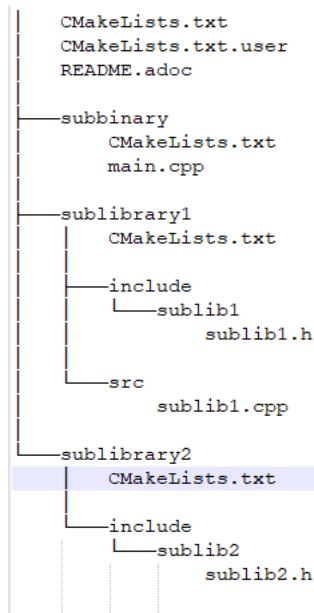 CMakeLists.txt
CMakeLists.txt.user
README.adoc
subbinary
CMakeLists.txt
main.cpp
sublibrary1
CMakeLists.txt
include
sublib1
sublib1.h
src
sublib1.cpp
sublibrary2
CMakeLists.txt
include
sublib2
sublib2.h